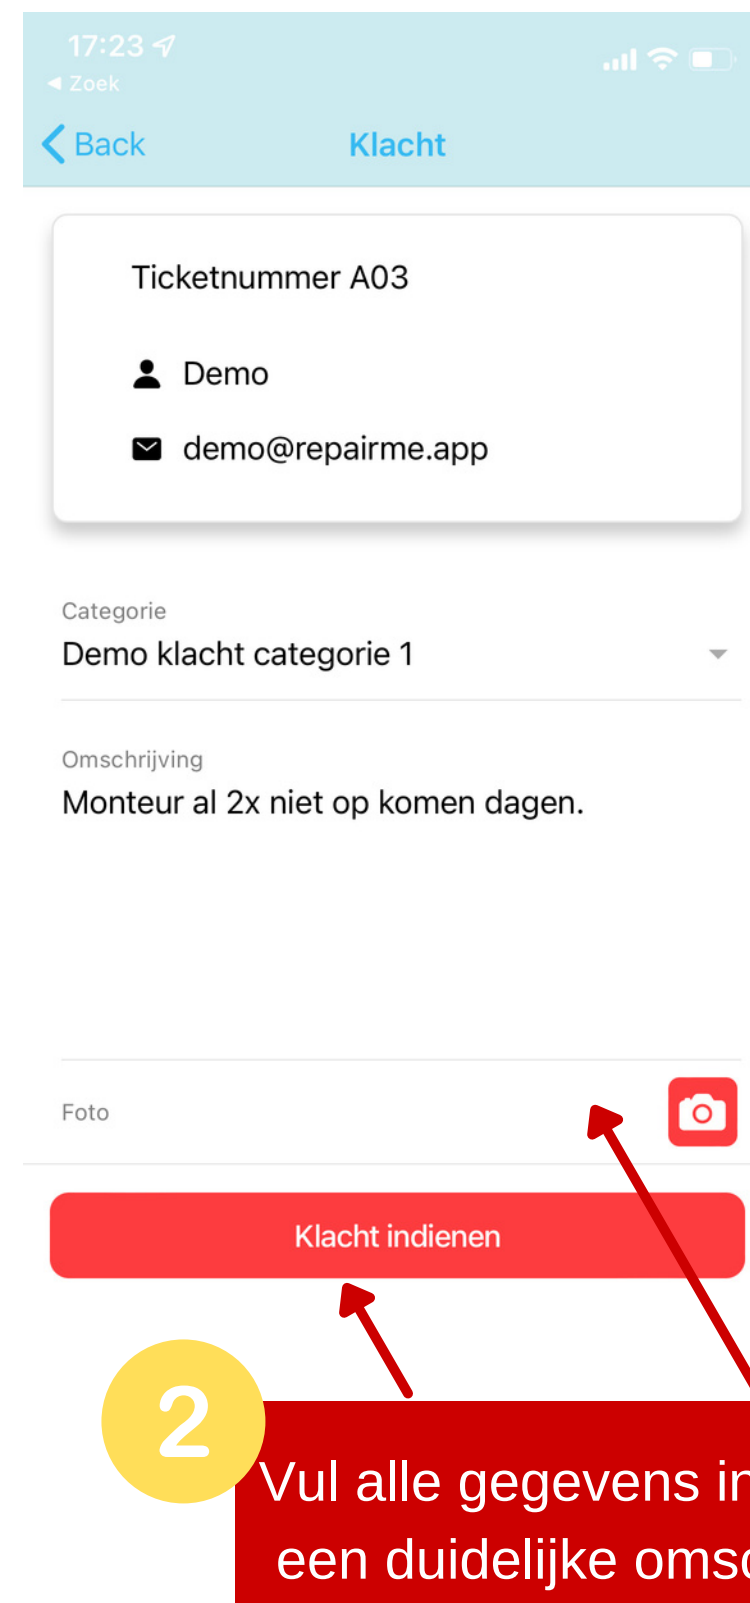 17:23
Zoek
Back
Klacht
Ticketnummer A03
Demo
demo@repairme.app
Categorie
Demo klacht categorie 1
Omschrijving
Monteur al 2x niet op komen dagen.
Foto
Klacht indienen
2
Vul alle gegevens in
een duidelijke